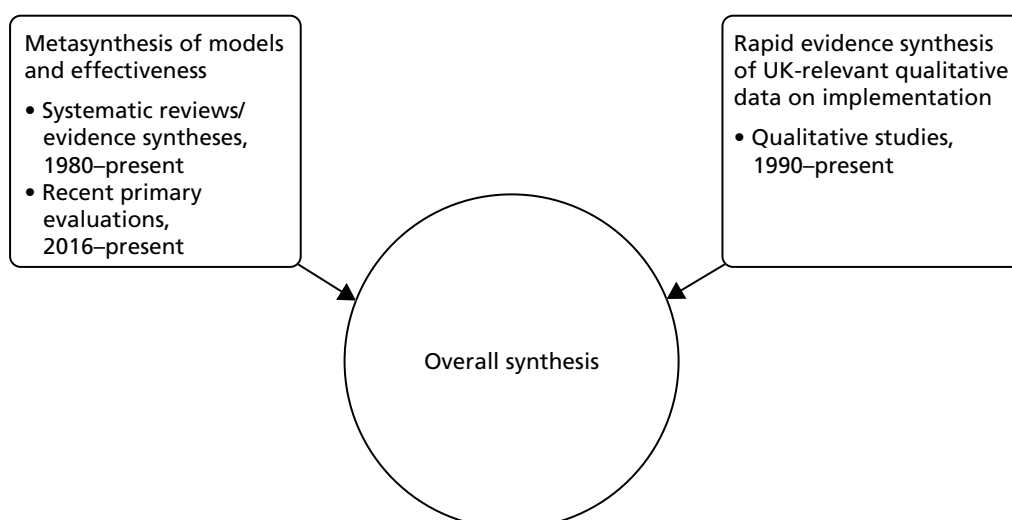 Metasynthesis of models
and effectiveness
• Systematic reviews/
evidence syntheses,
1980–present
• Recent primary
evaluations,
2016–present
Rapid evidence synthesis
of UK-relevant qualitative
data on implementation
• Qualitative studies,
1990–present
Overall synthesis